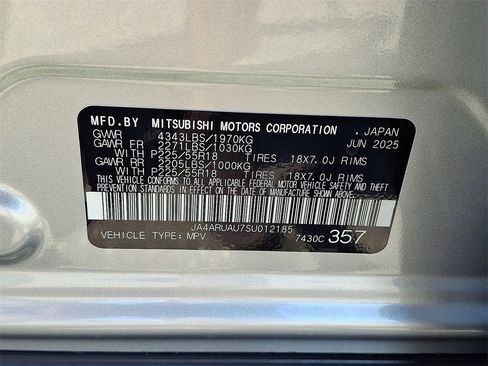 MFD.BY MITSUBISHI MOTORS CORPORATION . JAPAN
GVWR 4343LBS/1970KG JUN 2025
GAWR FR 2271LBS/1030KG
WITH P225/55R18 TIRES 18X7.0J RIMS
GAWR RR 2205LBS/1000KG
WITH P225/55R18 TIRES 18X7.0J RIMS
THIS VEHICLE CONFORMS TO ALL APPLICABLE FEDERAL MOTOR VEHICLE SAFETY AND THEFT
PREVENTION STANDARDS IN EFFECT ON THE DATE OF MANUFACTURE SHOWN ABOVE.
JA4ARUAU7SU012185
VEHICLE TYPE: MPV 7430C 357